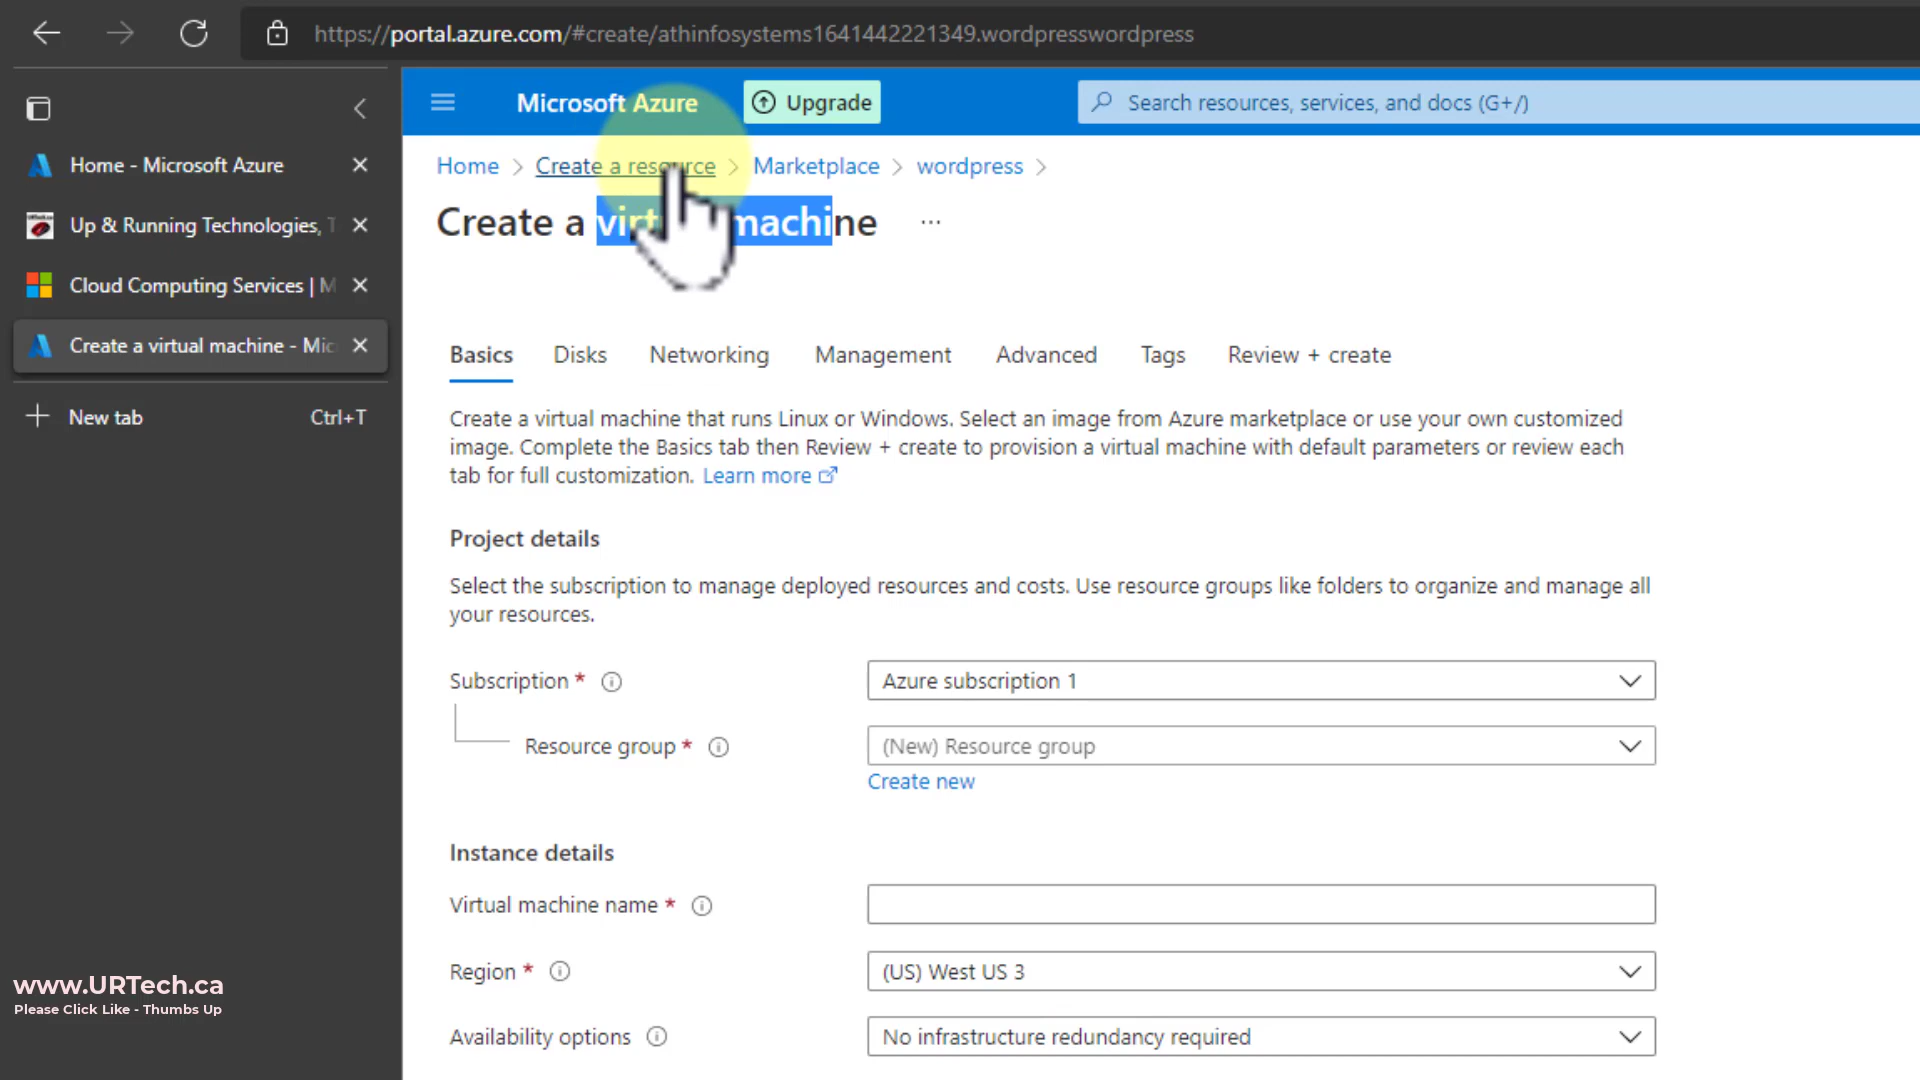 https://portal.azure.com/#create/athinfosystems1641442221349.wordpresswordpress
Home - Microsoft Azure
Up & Running Technologies,
Cloud Computing Services | M
Create a virtual machine - Mic
New tab Ctrl+T
www.URTech.ca
Please Click Like - Thumbs Up
Microsoft Azure Upgrade Search resources, services, and docs (G+/)
Home > Create a resource > Marketplace > wordpress >
Create a virtual machine ...
Basics Disks Networking Management Advanced Tags Review + create
Create a virtual machine that runs Linux or Windows. Select an image from Azure marketplace or use your own customized
image. Complete the Basics tab then Review + create to provision a virtual machine with default parameters or review each
tab for full customization. Learn more
Project details
Select the subscription to manage deployed resources and costs. Use resource groups like folders to organize and manage all
your resources.
Subscription * Azure subscription 1
Resource group * (New) Resource group
Create new
Instance details
Virtual machine name *
Region * (US) West US 3
Availability options No infrastructure redundancy required